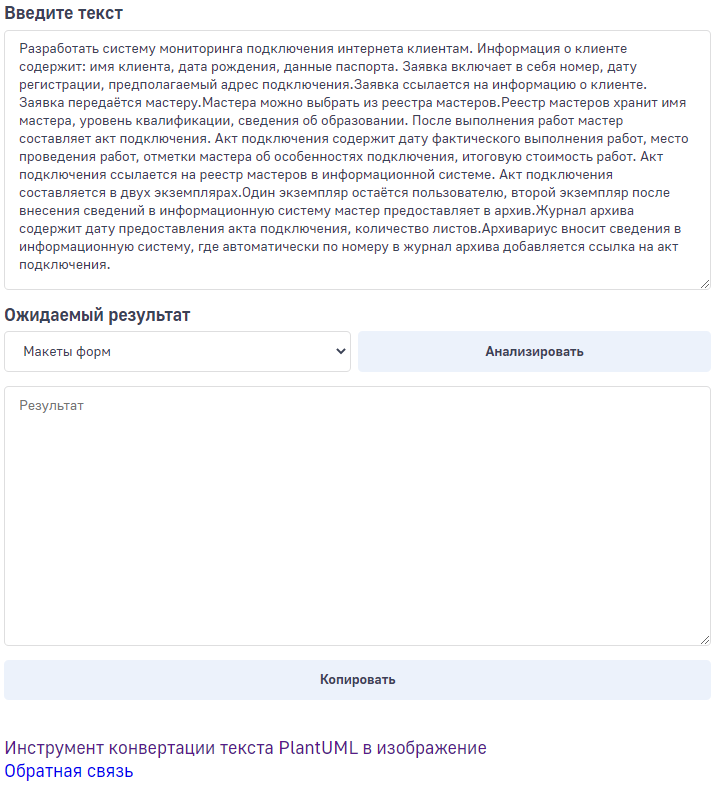 Введите текст
Разработать систему мониторинга подключения интернета клиентам. Информация о клиенте
содержит: имя клиента, дата рождения, данные паспорта. Заявка включает в себя номер, дату
регистрации, предполагаемый адрес подключения.Заявка ссылается на информацию о клиенте.
Заявка передаётся мастеру.Мастера можно выбрать из реестра мастеров.Реестр мастеров хранит имя
мастера, уровень квалификации, сведения об образовании. После выполнения работ мастер
составляет акт подключения. Акт подключения содержит дату фактического выполнения работ, место
проведения работ, отметки мастера об особенностях подключения, итоговую стоимость работ. Акт
подключения ссылается на реестр мастеров в информационной системе. Акт подключения
составляется в двух экземплярах.Один экземпляр остаётся пользователю, второй экземпляр после
внесения сведений в информационную систему мастер предоставляет в архив.Журнал архива
содержит дату предоставления акта подключения, количество листов.Архивариус вносит сведения в
информационную систему, где автоматически по номеру в журнал архива добавляется ссылка на акт
подключения.
Ожидаемый результат
Макеты форм
Анализировать
Результат
Копировать
Инструмент конвертации текста PlantUML в изображение
Обратная связь